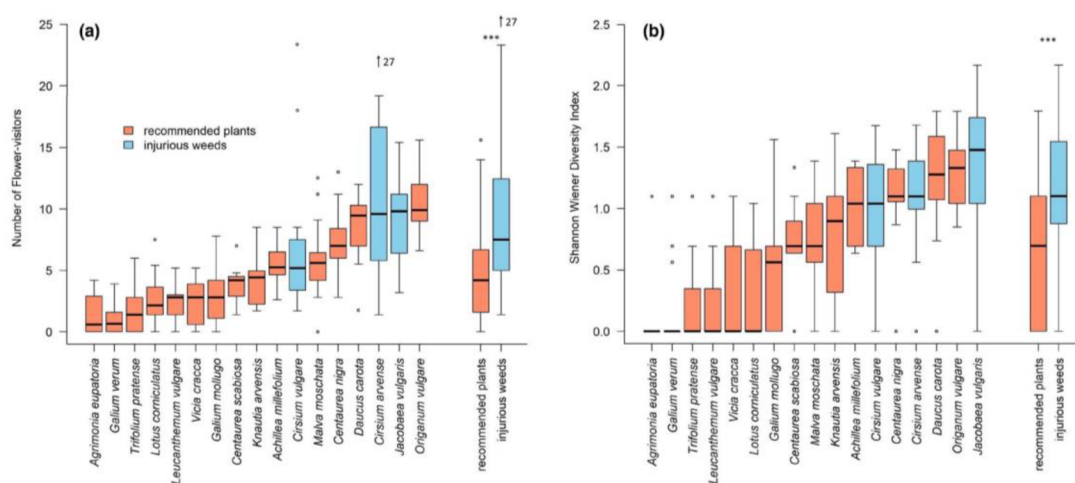 (a)
25
20
15
10
5
0
Number of Flower-visitors
recommended plants
injurious weeds
27
***
27
Agrimonia eupatoria
Galium verum
Trifolium pratense
Lotus corniculatus
Leucanthemum vulgare
Vicia cracca
Galium mollugo
Centaurea scabiosa
Knautia arvensis
Achillea millefolium
Cirsium vulgare
Malva moschata
Centaurea nigra
Daucus carota
Cirsium arvense
Jacobaea vulgaris
Origanum vulgare
recommended plants
injurious weeds
(b)
2.5
2.0
1.5
1.0
0.5
0.0
Shannon Wiener Diversity Index
***
Agrimonia eupatoria
Galium verum
Trifolium pratense
Leucanthemum vulgare
Vicia cracca
Lotus corniculatus
Galium mollugo
Centaurea scabiosa
Malva moschata
Knautia arvensis
Achillea millefolium
Cirsium vulgare
Centaurea nigra
Cirsium arvense
Daucus carota
Origanum vulgare
Jacobaea vulgaris
recommended plants
injurious weeds